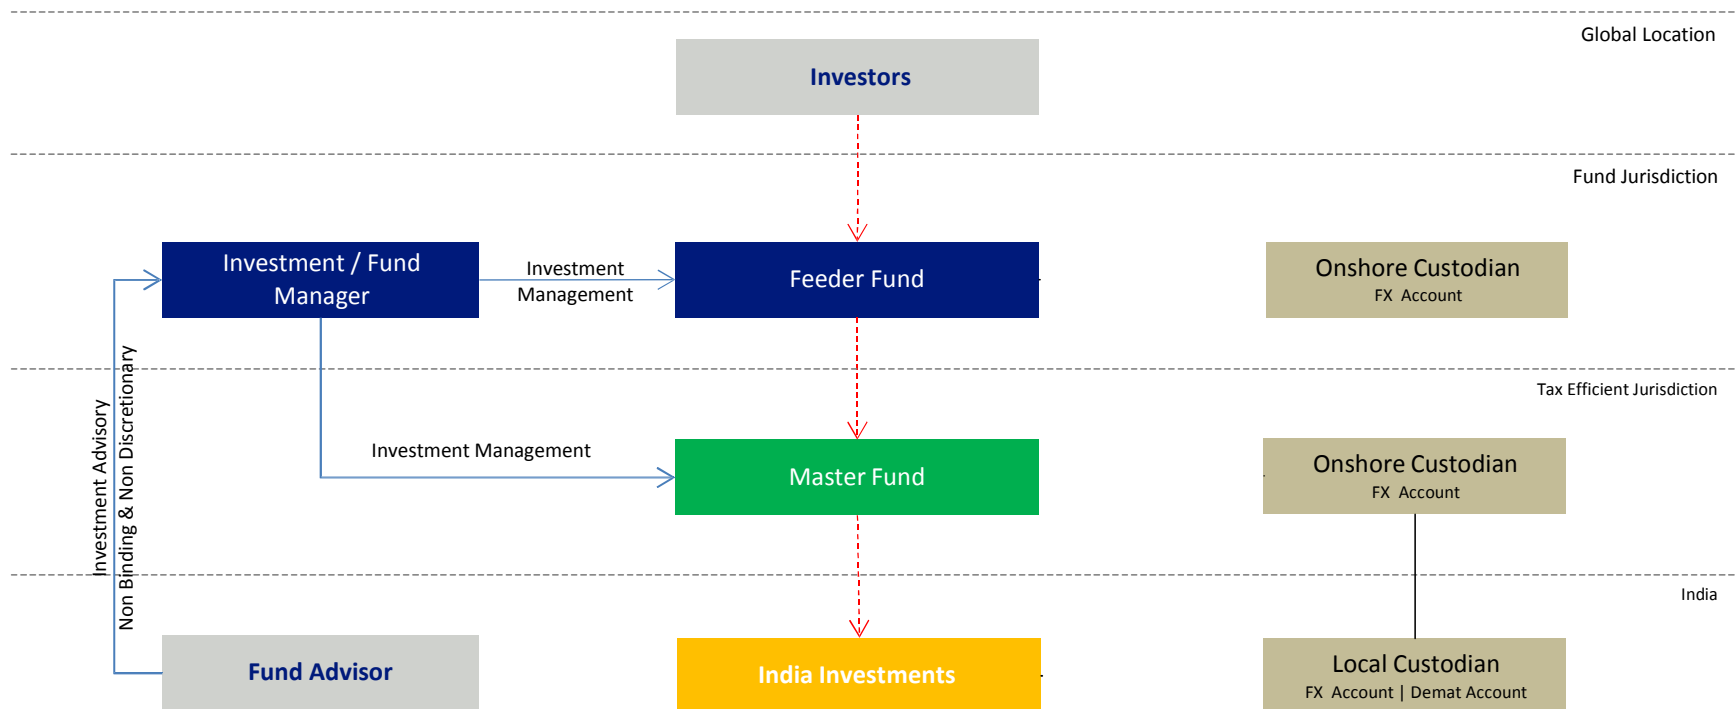 Global Location
Investors
Fund Jurisdiction
Investment / Fund
Manager
Investment
Management
Feeder Fund
Onshore Custodian
FX Account
Tax Efficient Jurisdiction
Investment Advisory
Non Binding & Non Discretionary
Investment Management
Master Fund
Onshore Custodian
FX Account
India
Fund Advisor
India Investments
Local Custodian
FX Account | Demat Account